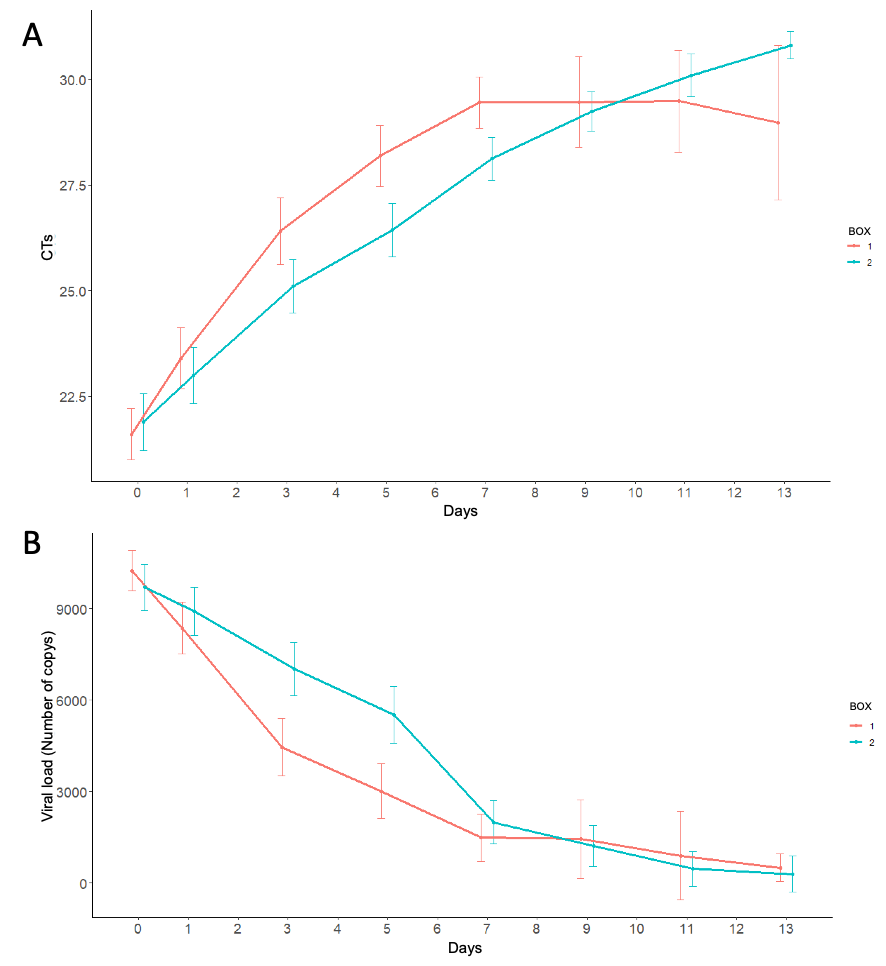 A
30.0
27.5
25.0
22.5
CTs
0 1 2 3 4 5 6 7 8 9 10 11 12 13
Days
BOX
1
2
B
9000
6000
3000
0
Viral load (Number of copys)
0 1 2 3 4 5 6 7 8 9 10 11 12 13
Days
BOX
1
2